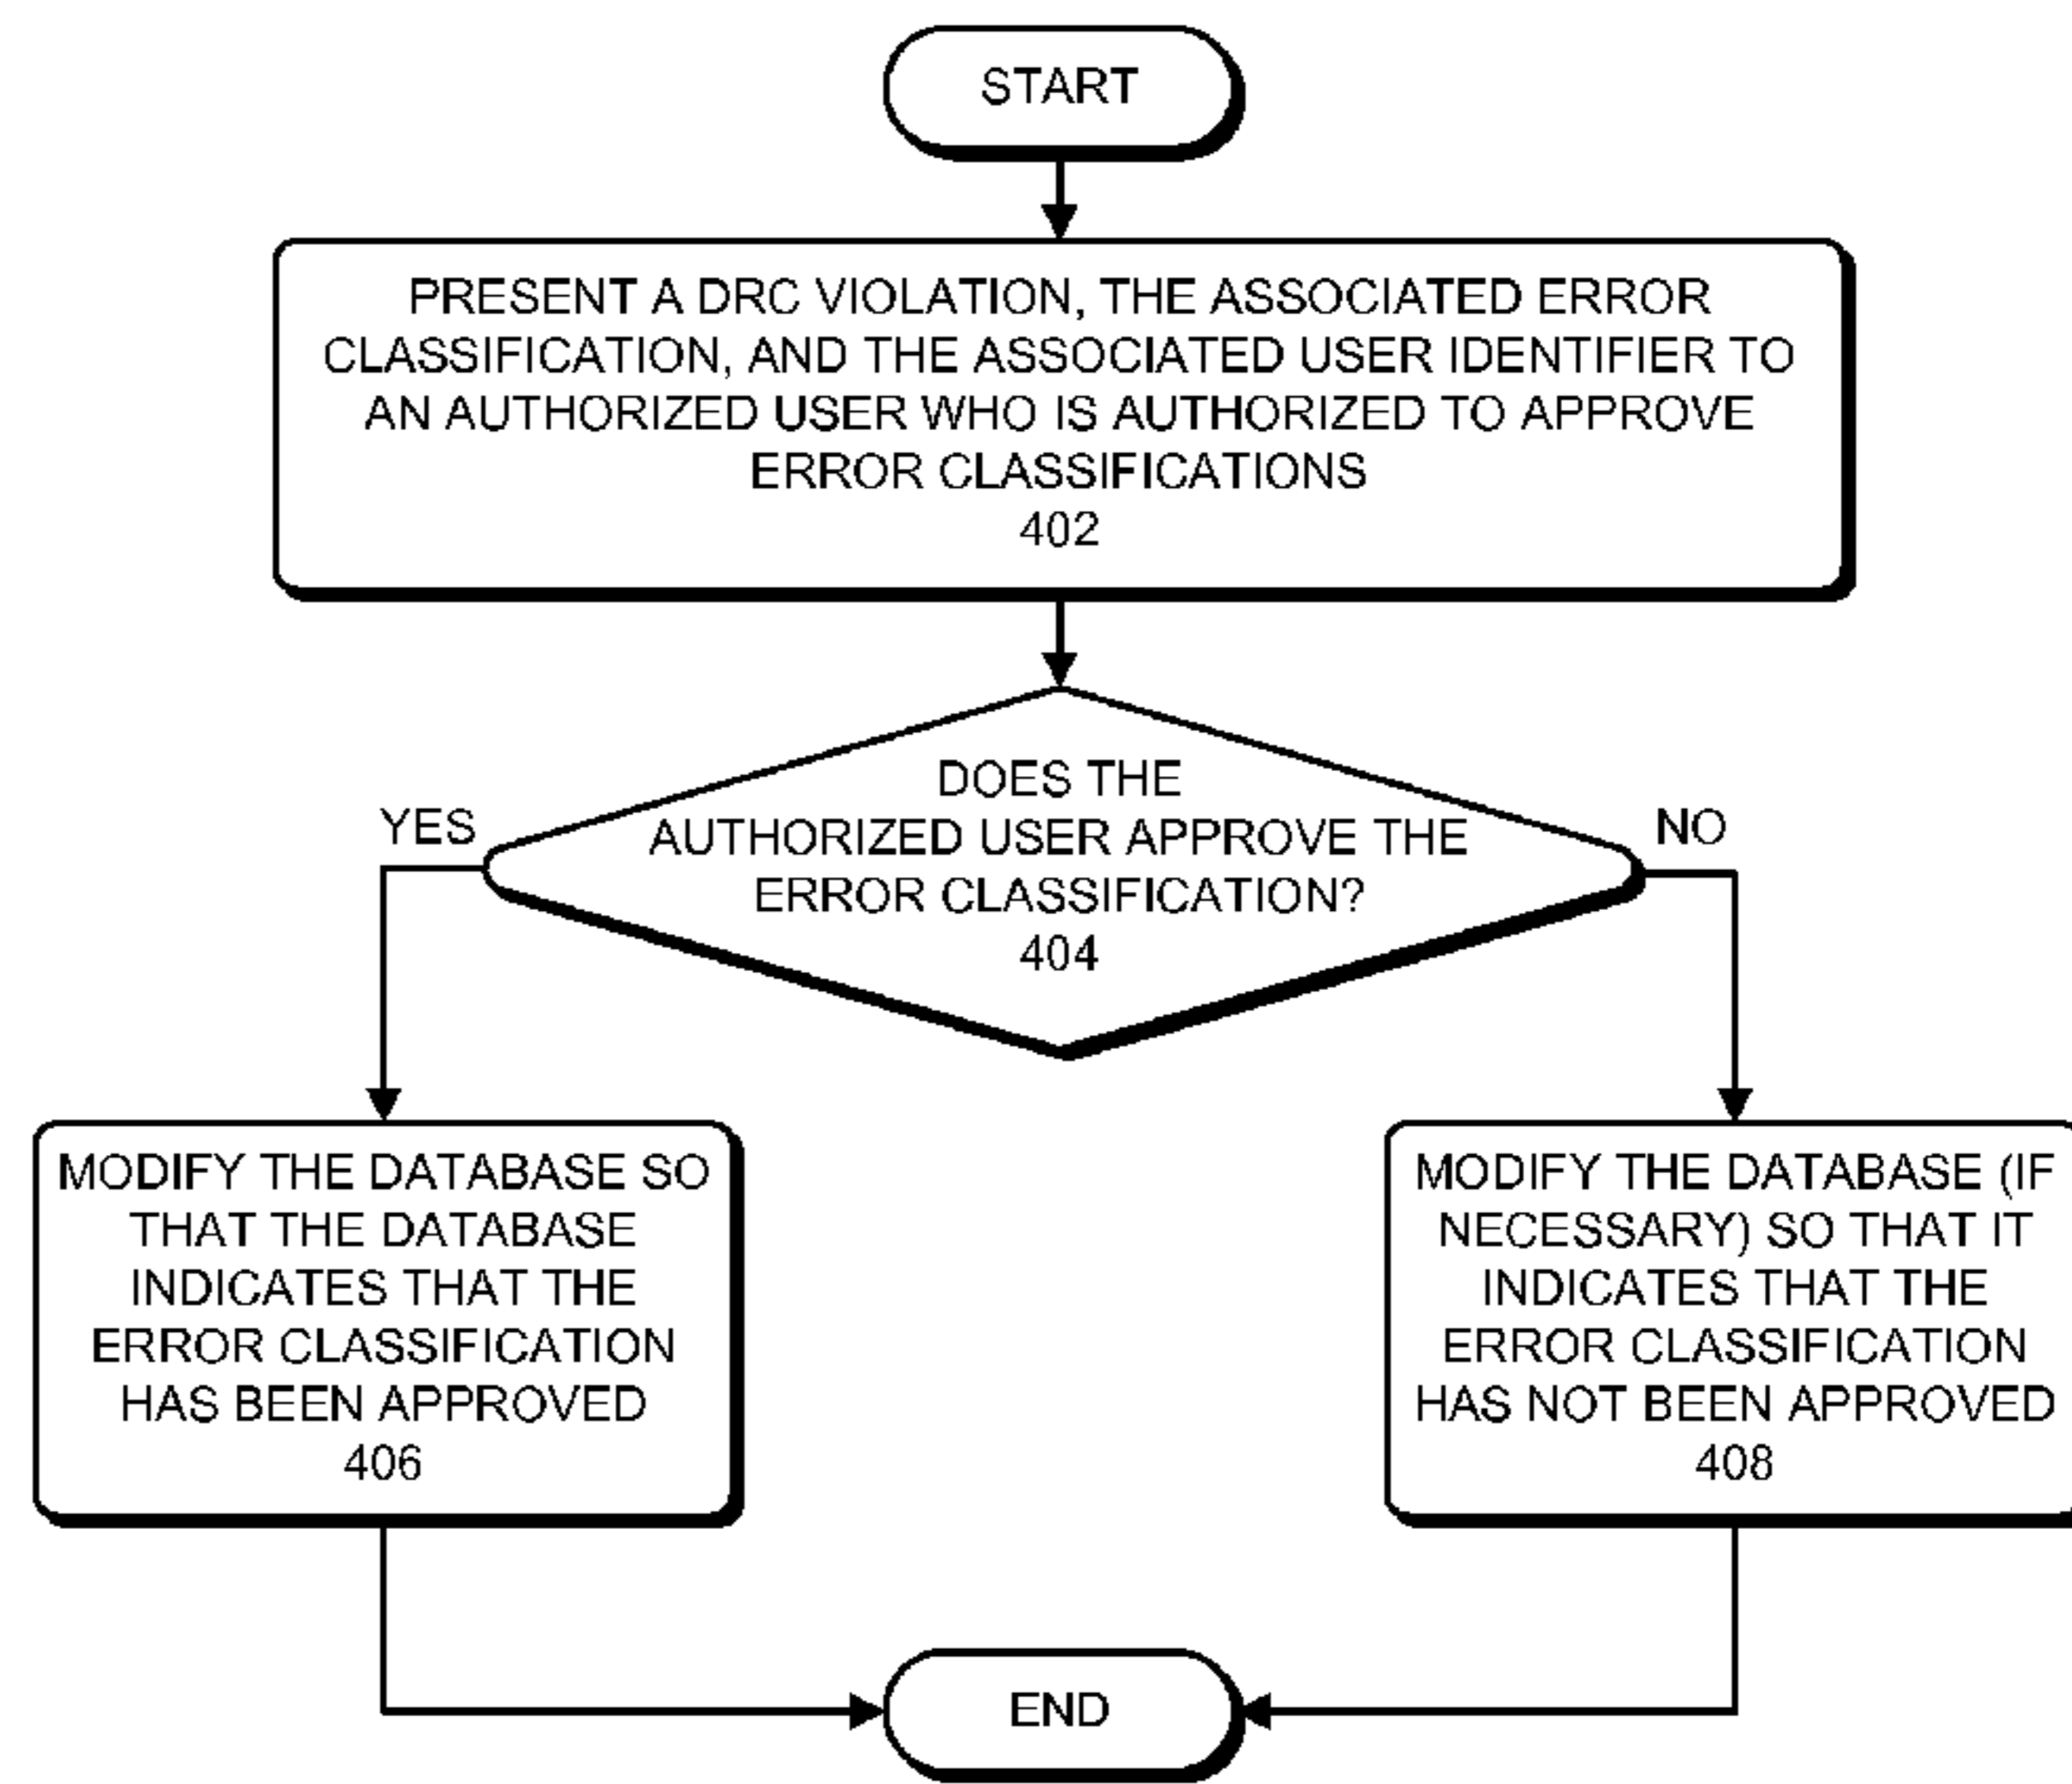 START
PRESENT A DRC VIOLATION, THE ASSOCIATED ERROR
CLASSIFICATION, AND THE ASSOCIATED USER IDENTIFIER TO
AN AUTHORIZED USER WHO IS AUTHORIZED TO APPROVE
ERROR CLASSIFICATIONS
402
DOES THE
AUTHORIZED USER APPROVE THE
ERROR CLASSIFICATION?
404
YES
NO
MODIFY THE DATABASE SO
THAT THE DATABASE
INDICATES THAT THE
ERROR CLASSIFICATION
HAS BEEN APPROVED
406
MODIFY THE DATABASE (IF
NECESSARY) SO THAT IT
INDICATES THAT THE
ERROR CLASSIFICATION
HAS NOT BEEN APPROVED
408
END